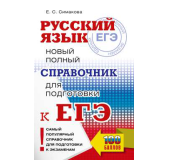 Е. С. Симакова
РУССКИЙ
ЯЗЫК ЕГЭ
НОВЫЙ
ПОЛНЫЙ
СПРАВОЧНИК
ДЛЯ
ПОДГОТОВКИ
к ЕГЭ
САМЫЙ
ПОПУЛЯРНЫЙ
СПРАВОЧНИК
ДЛЯ ПОДГОТОВКИ
К ЭКЗАМЕНАМ
100
БАЛЛОВ